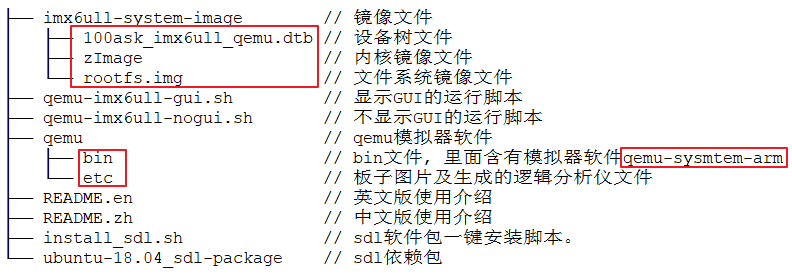 ├── imx6ull-system-image // 镜像文件
│ ├── 100ask_imx6ull_qemu.dtb // 设备树文件
│ ├── zImage // 内核镜像文件
│ └── rootfs.img // 文件系统镜像文件
├── qemu-imx6ull-gui.sh // 显示GUI的运行脚本
├── qemu-imx6ull-nogui.sh // 不显示GUI的运行脚本
├── qemu // qemu模拟器软件
│ ├── bin // bin文件，里面含有模拟器软件qemu-sysmtem-arm
│ └── etc // 板子图片及生成的逻辑分析仪文件
├── README.en // 英文版使用介绍
├── README.zh // 中文版使用介绍
├── install_sdl.sh // sdl软件包一键安装脚本。
└── ubuntu-18.04_sdl-package // sdl依赖包